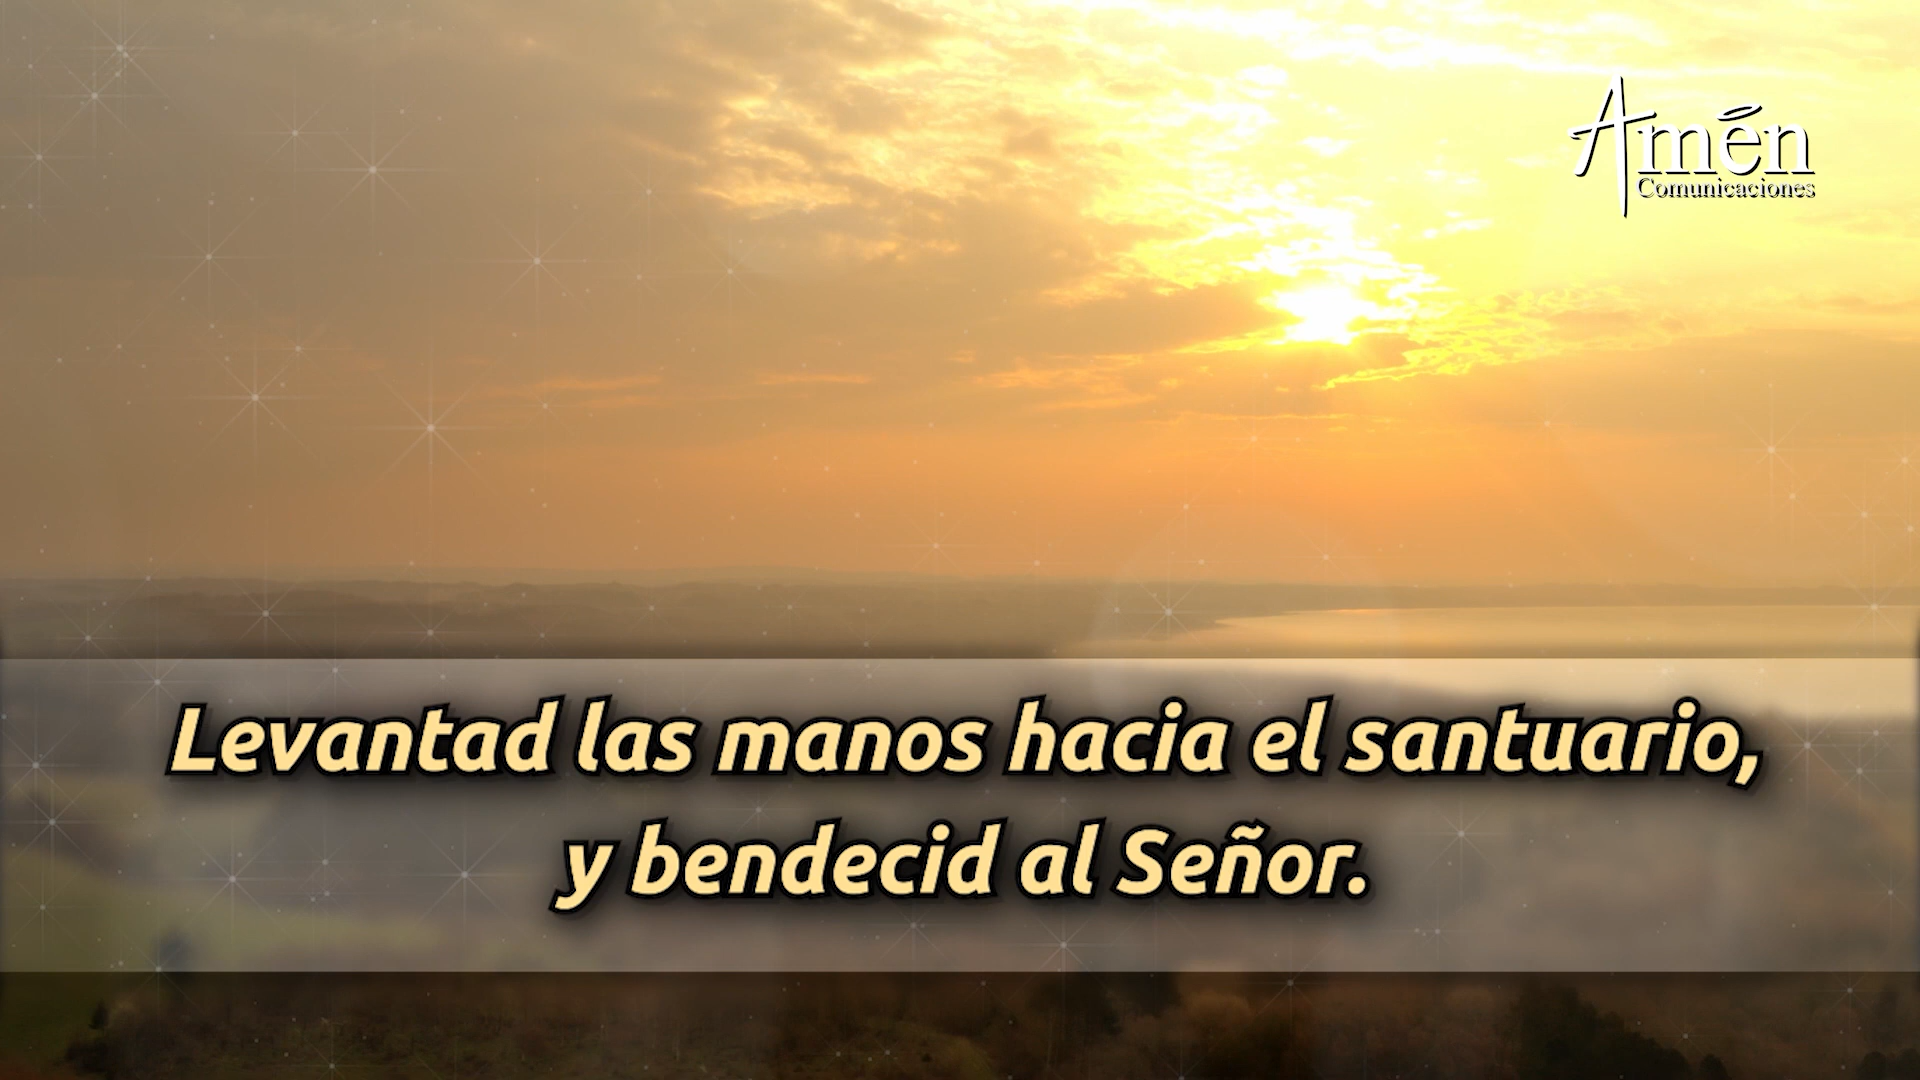 Amén
Comunicaciones
Levantad las manos hacia el santuario,
y bendecid al Señor.